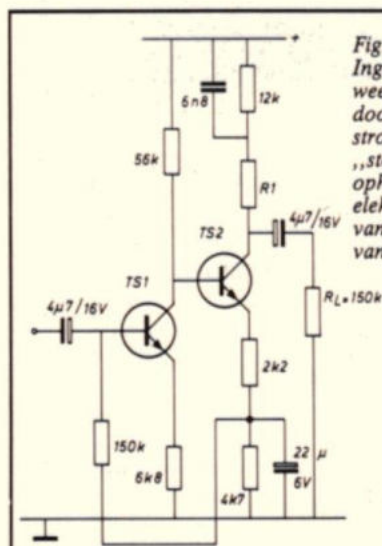 +
6n8
12k
56k
R1
4µ7/16V
TS2
TS1
4µ7/16V
RL=150k
2k2
150k
22 µ
6V
6k8
4k7
Fig
Ing
wee
doo
stro
„st
oph
elek
van
van